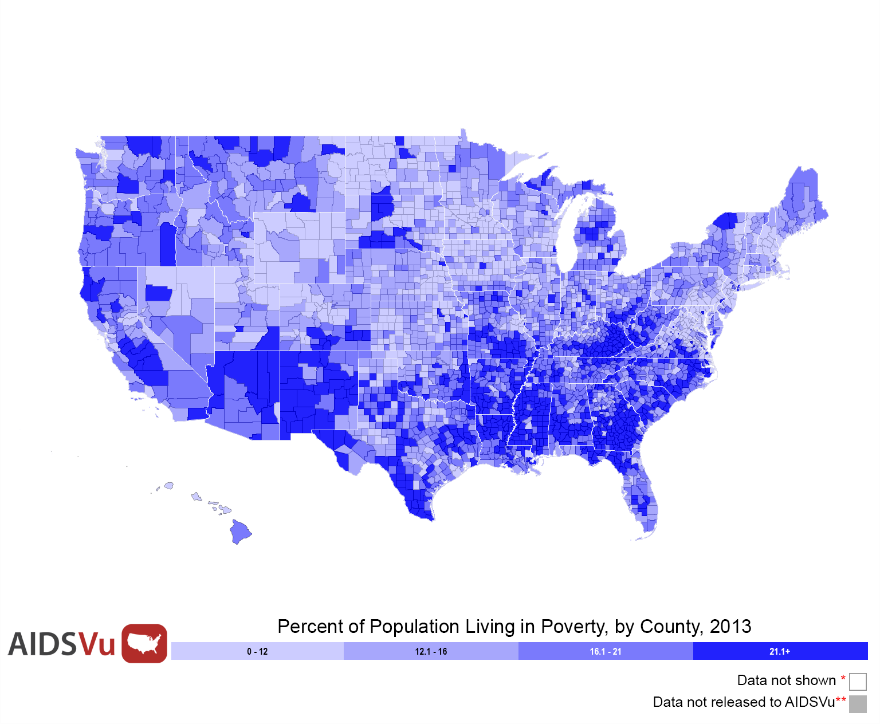 Percent of Population Living in Poverty, by County, 2013
AIDSVu
0 - 12 12.1 - 16 16.1 - 21 21.1+
Data not shown *
Data not released to AIDSVu**